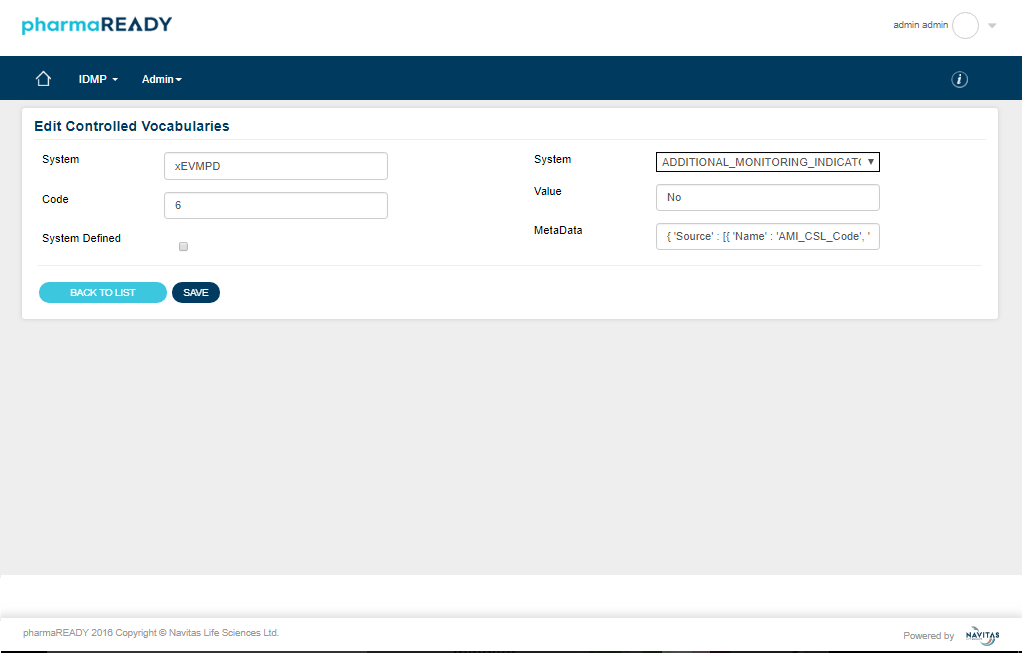 pharmaREADY
admin admin
IDMP
Admin
i
Edit Controlled Vocabularies
System
xEVMPD
System
ADDITIONAL_MONITORING_INDICATO
Code
6
Value
No
System Defined
MetaData
{ 'Source' : [{ 'Name' : 'AMI_CSL_Code', '
BACK TO LIST
SAVE
pharmaREADY 2016 Copyright © Navitas Life Sciences Ltd.
Powered by
NAVITAS